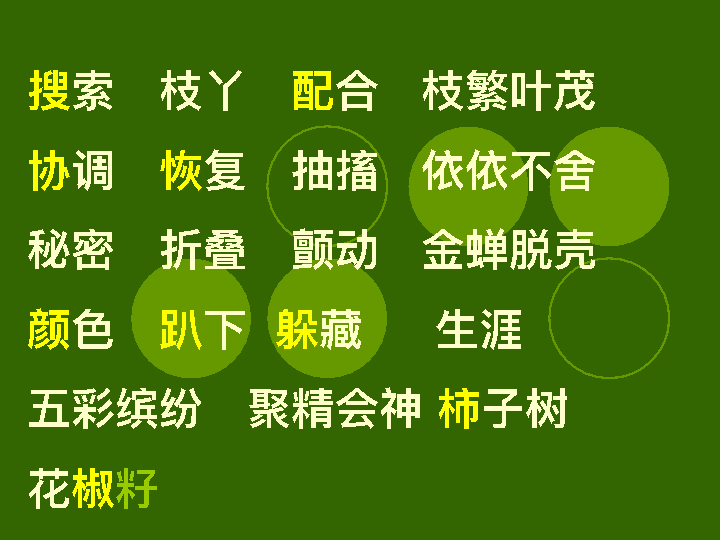 搜索 枝丫 配合 枝繁叶茂
协调 恢复 抽搐 依依不舍
秘密 折叠 颤动 金蝉脱壳
颜色 趴下 躲藏 生涯
五彩缤纷 聚精会神 柿子树
花椒籽